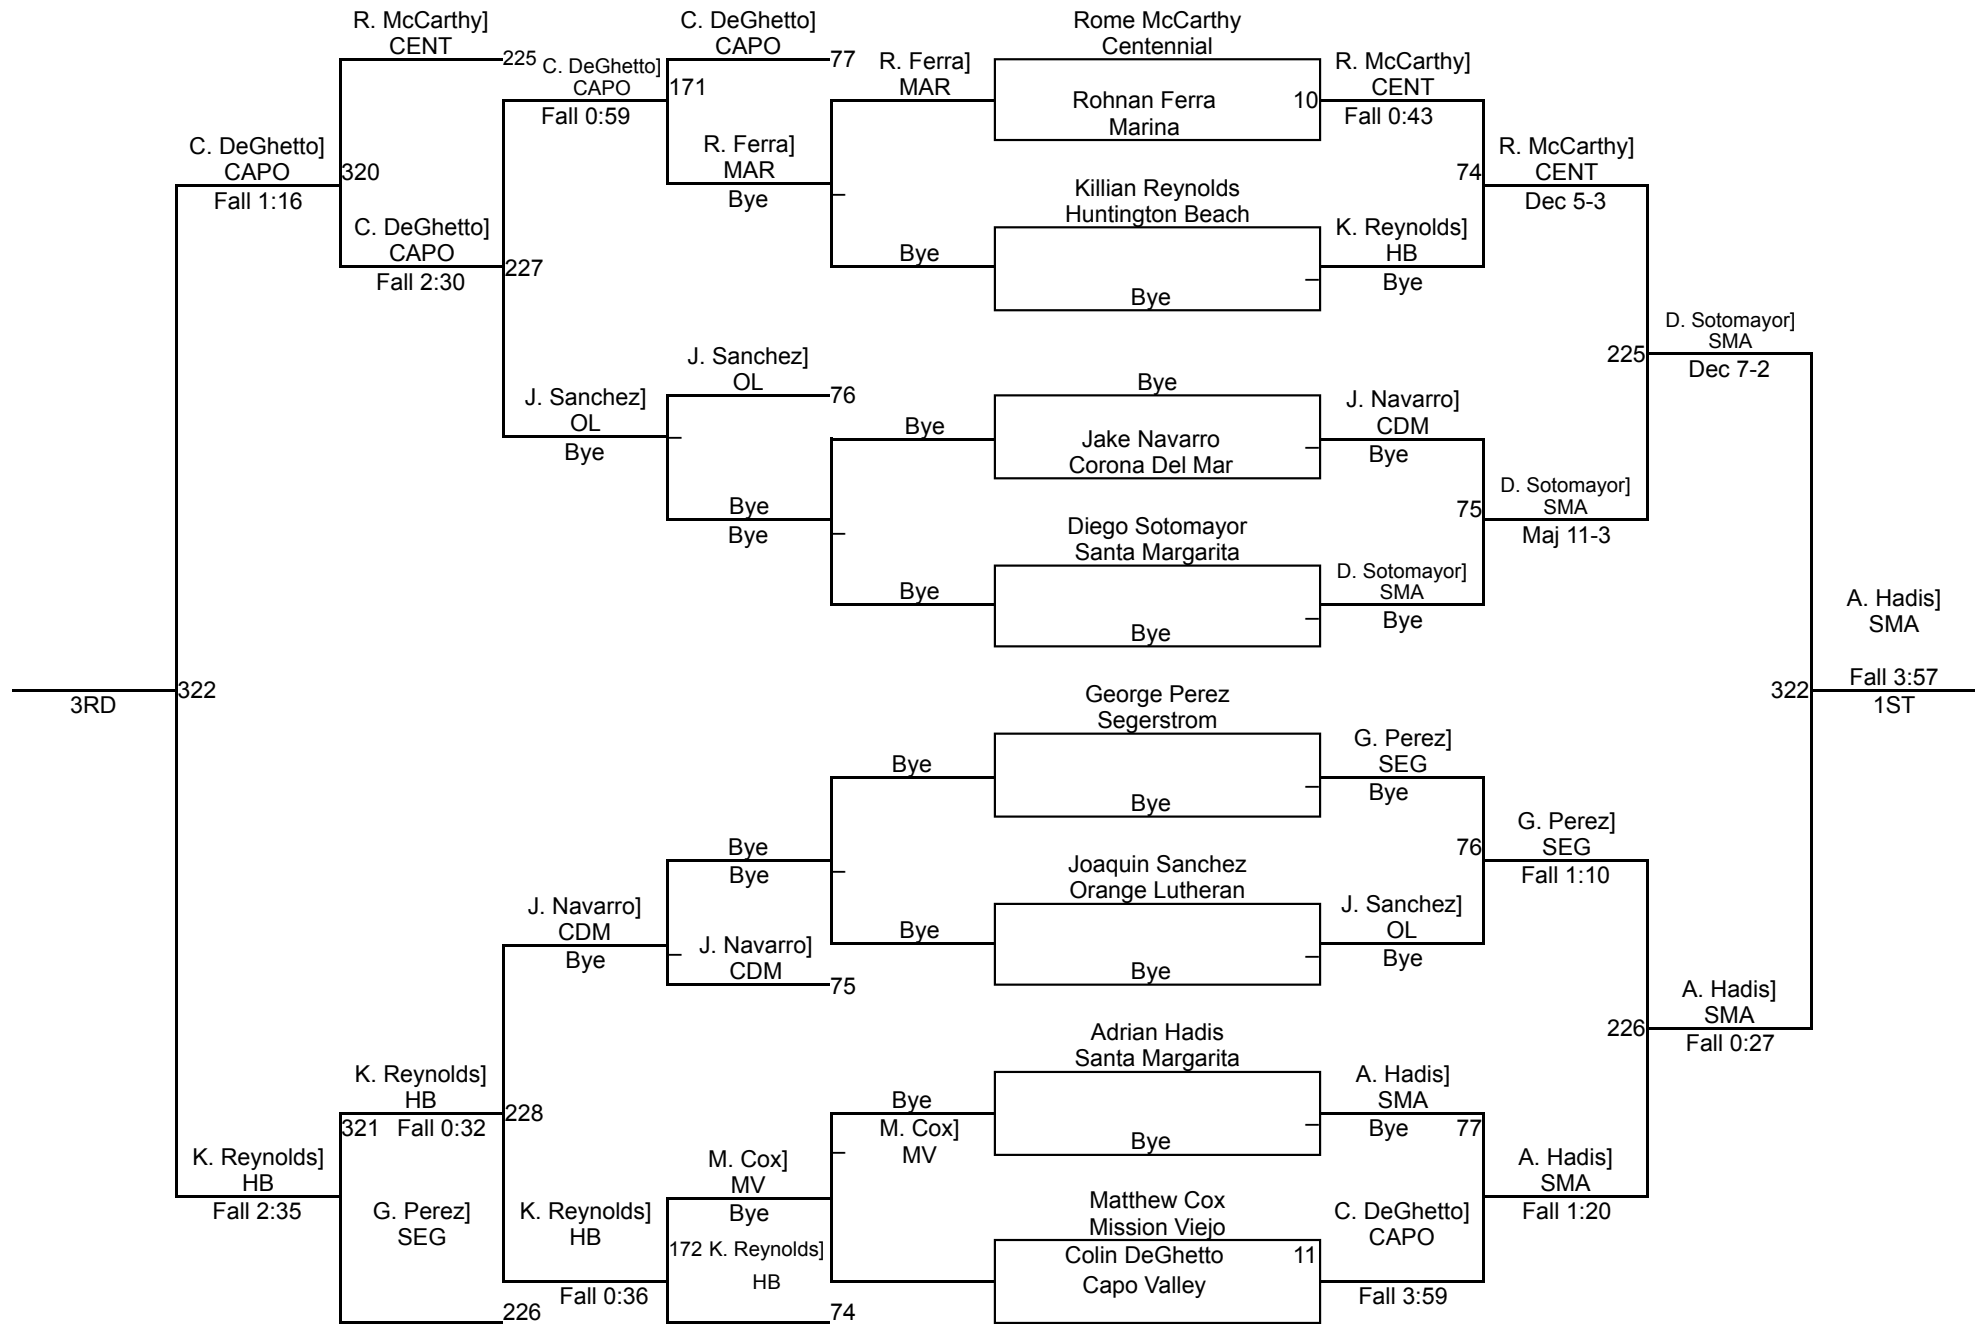 R. McCarthy]
CENT
225
C. DeGhetto]
CAPO
Fall 0:59
171
C. DeGhetto]
CAPO
77
R. Ferra]
MAR
Bye
R. Ferra]
MAR
Bye
C. DeGhetto]
CAPO
Fall 1:16
320
C. DeGhetto]
CAPO
Fall 2:30
227
J. Sanchez]
OL
Bye
J. Sanchez]
OL
76
Bye
Bye
Bye
Bye
Rome McCarthy
Centennial
Rohnan Ferra
Marina
10
R. McCarthy]
CENT
Fall 0:43
Killian Reynolds
Huntington Beach
Bye
K. Reynolds]
HB
Bye
74
R. McCarthy]
CENT
Dec 5-3
Bye
Jake Navarro
Corona Del Mar
J. Navarro]
CDM
Bye
Diego Sotomayor
Santa Margarita
Bye
D. Sotomayor]
SMA
Bye
75
D. Sotomayor]
SMA
Maj 11-3
225
D. Sotomayor]
SMA
Dec 7-2
3RD
322
322
A. Hadis]
SMA
Fall 3:57
1ST
George Perez
Segerstrom
Bye
G. Perez]
SEG
Bye
Joaquin Sanchez
Orange Lutheran
Bye
J. Sanchez]
OL
Bye
76
G. Perez]
SEG
Fall 1:10
Bye
Bye
Bye
Bye
J. Navarro]
CDM
Bye
J. Navarro]
CDM
75
Adrian Hadis
Santa Margarita
Bye
A. Hadis]
SMA
Bye
77
Matthew Cox
Mission Viejo
Colin DeGhetto
Capo Valley
11
C. DeGhetto]
CAPO
Fall 3:59
A. Hadis]
SMA
Fall 1:20
226
A. Hadis]
SMA
Fall 0:27
K. Reynolds]
HB
321
Fall 0:32
228
K. Reynolds]
HB
Fall 2:35
G. Perez]
SEG
226
K. Reynolds]
HB
Fall 0:36
M. Cox]
MV
Bye
172 K. Reynolds]
HB
74
Bye
M. Cox]
MV